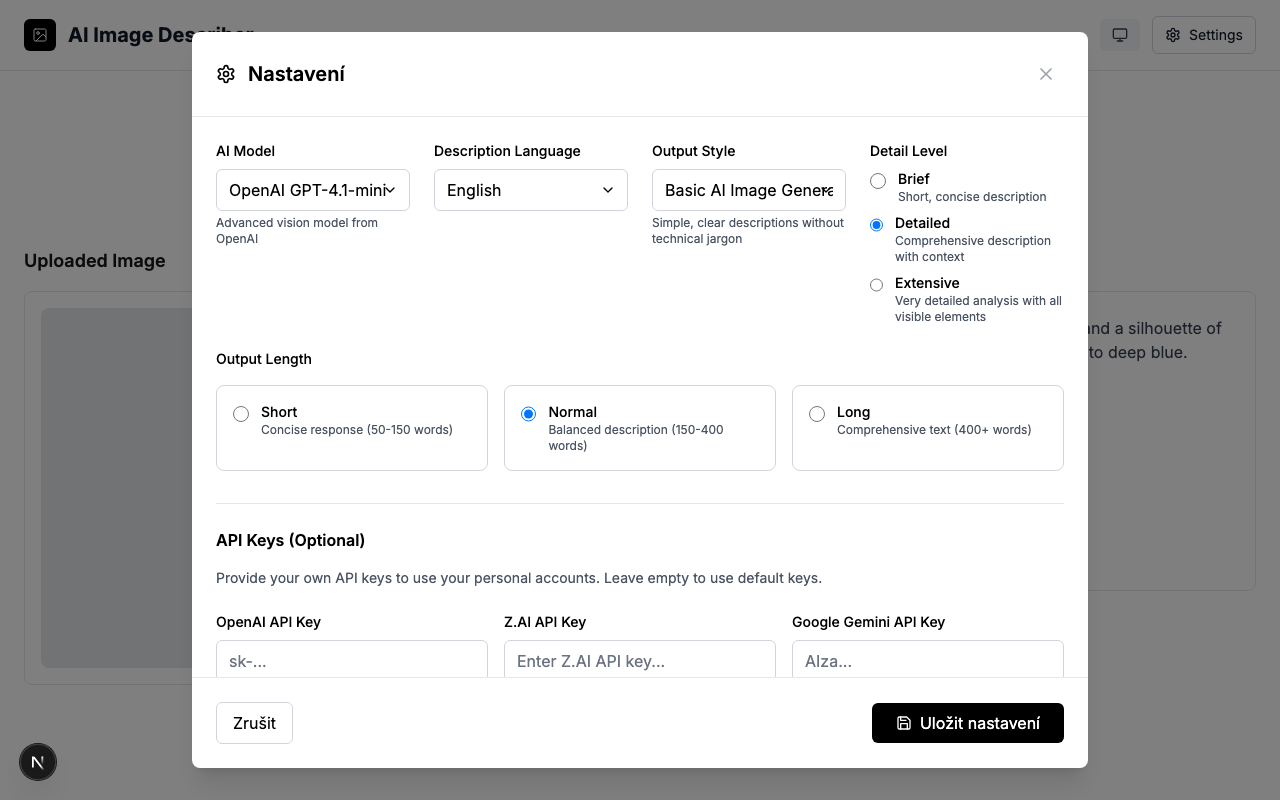 AI Image Describer
Settings
Nastavení
AI Model
OpenAI GPT-4.1-mini
Advanced vision model from
OpenAI
Description Language
English
Output Style
Basic AI Image Gene
Simple, clear descriptions without
technical jargon
Detail Level
Brief
Short, concise description
Detailed
Comprehensive description
with context
Extensive
Very detailed analysis with all
visible elements
Uploaded Image
and a silhouette of
to deep blue.
Output Length
Short
Concise response (50-150 words)
Normal
Balanced description (150-400
words)
Long
Comprehensive text (400+ words)
API Keys (Optional)
Provide your own API keys to use your personal accounts. Leave empty to use default keys.
OpenAI API Key
sk-...
Z.AI API Key
Enter Z.AI API key...
Google Gemini API Key
AIza...
Zrušit
Uložit nastavení
N